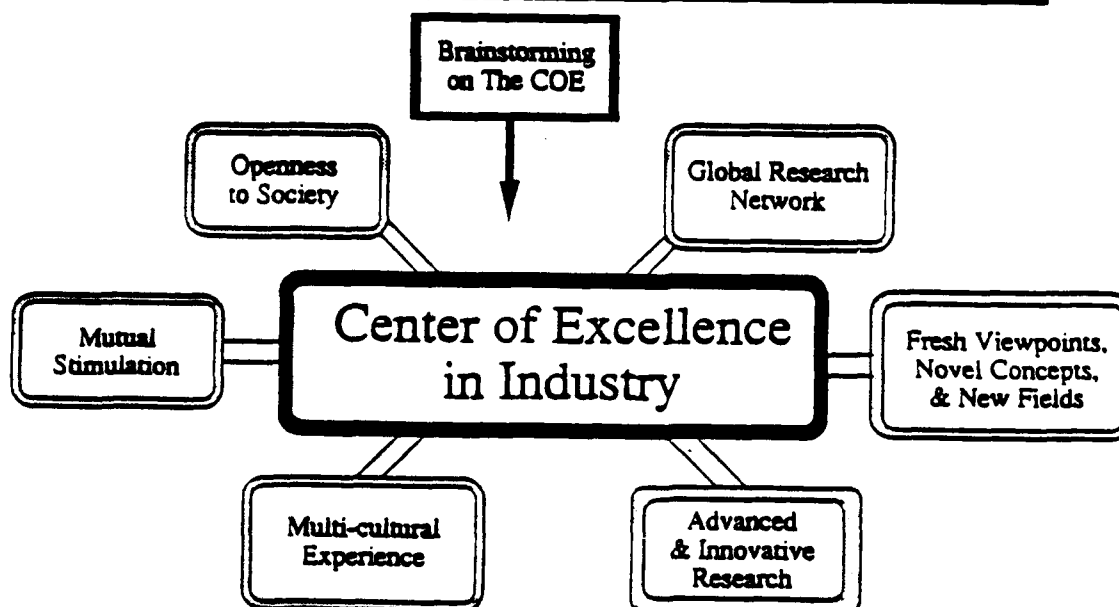 Brainstorming
on The COE
Openness
to Society
Global Research
Network
Mutual
Stimulation
Center of Excellence
in Industry
Fresh Viewpoints,
Novel Concepts,
& New Fields
Multi-cultural
Experience
Advanced
& Innovative
Research